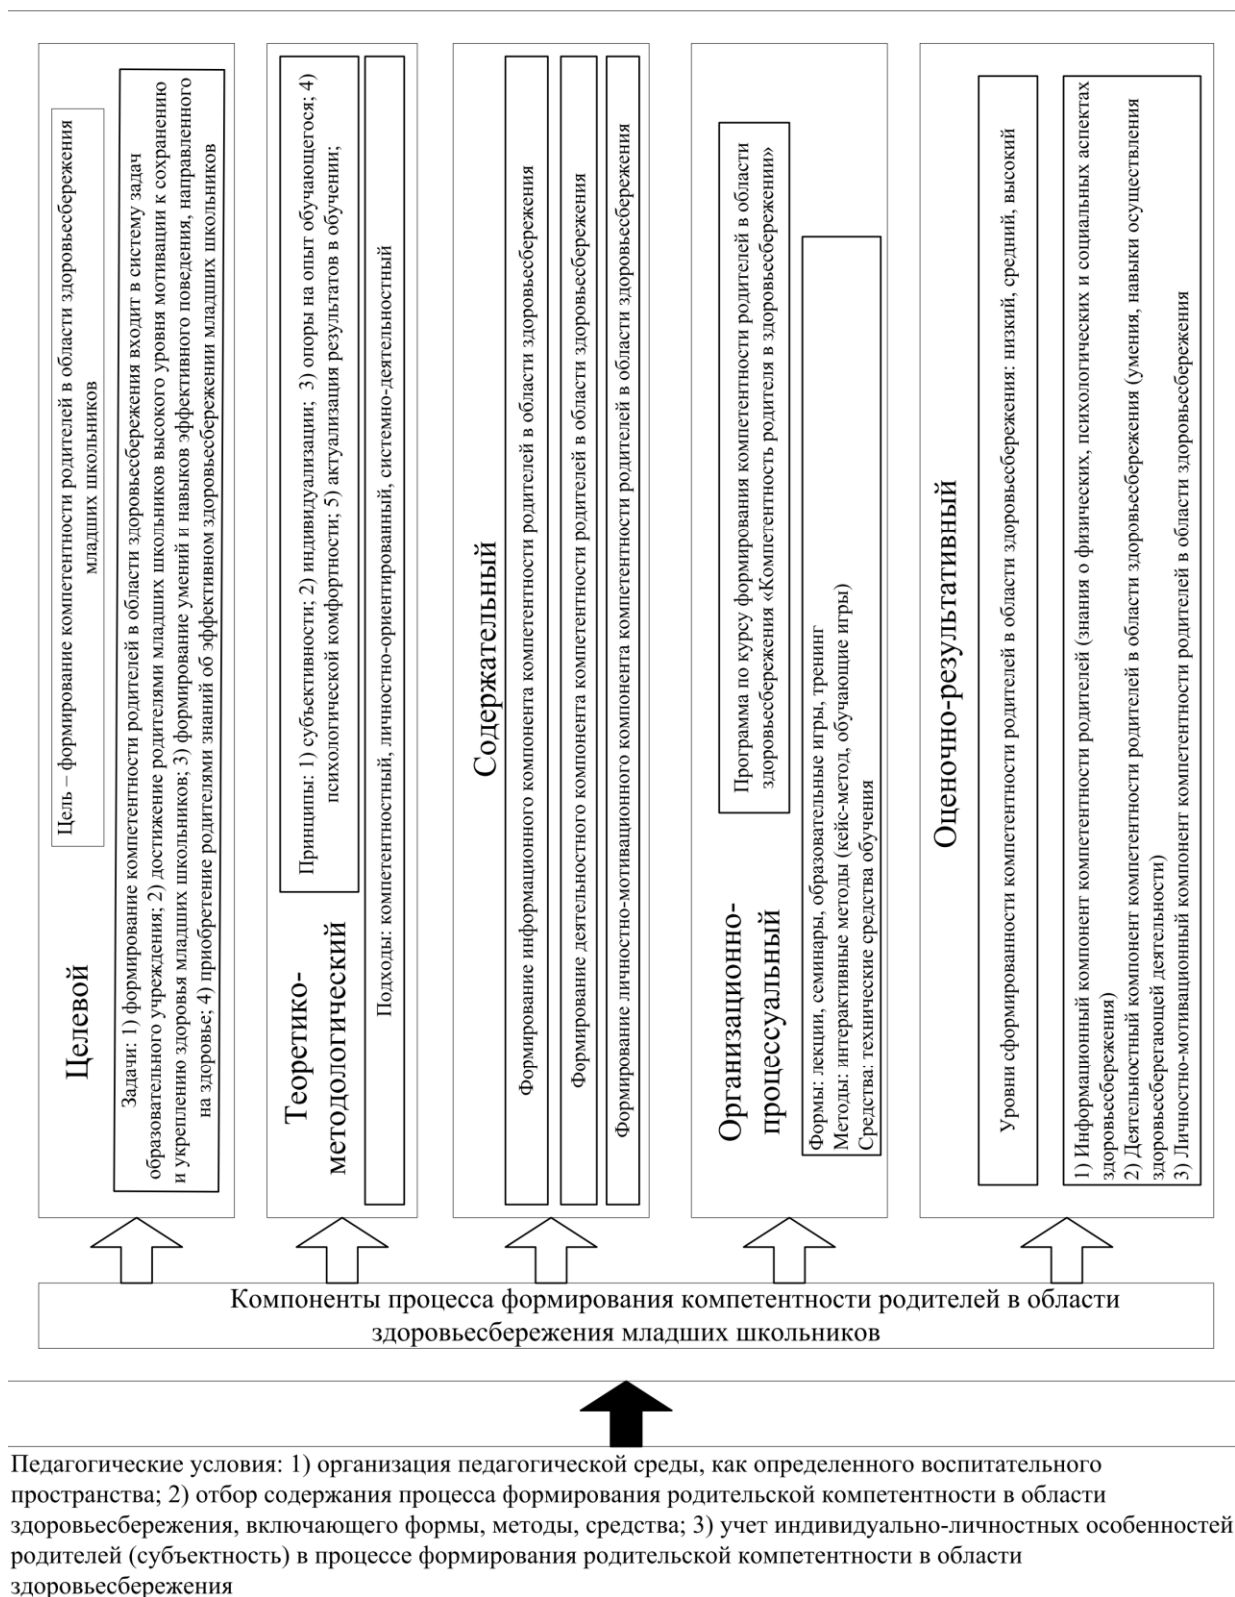 Целевой
Цель – формирование компетентности родителей в области здоровьесбережения
младших школьников
Задачи: 1) формирование компетентности родителей в области здоровьесбережения входит в систему задач
образовательного учреждения; 2) достижение родителями младших школьников высокого уровня мотивации к сохранению
и укреплению здоровья младших школьников; 3) формирование умений и навыков эффективного поведения, направленного
на здоровье; 4) приобретение родителями знаний об эффективном здоровьесбережении младших школьников
Теоретико-
методологический
Принципы: 1) субъективности; 2) индивидуализации; 3) опоры на опыт обучающегося; 4)
психологической комфортности; 5) актуализация результатов в обучении;
Подходы: компетентностный, личностно-ориентированный, системно-деятельностный
Содержательный
Формирование информационного компонента компетентности родителей в области здоровьесбережения
Формирование деятельностного компонента компетентности родителей в области здоровьесбережения
Формирование личностно-мотивационного компонента компетентности родителей в области здоровьесбережения
Организационно-
процессуальный
Программа по курсу формирования компетентности родителей в области
здоровьесбережения «Компетентность родителя в здоровьесбережении»
Формы: лекции, семинары, образовательные игры, тренинг
Методы: интерактивные методы (кейс-метод, обучающие игры)
Средства: технические средства обучения
Оценочно-результативный
Уровни сформированности компетентности родителей в области здоровьесбережения: низкий, средний, высокий
1) Информационный компонент компетентности родителей (знания о физических, психологических и социальных аспектах
здоровьесбережения)
2) Деятельностный компонент компетентности родителей в области здоровьесбережения (умения, навыки осуществления
здоровьесберегающей деятельности)
3) Личностно-мотивационный компонент компетентности родителей в области здоровьесбережения
Компоненты процесса формирования компетентности родителей в области
здоровьесбережения младших школьников
Педагогические условия: 1) организация педагогической среды, как определенного воспитательного
пространства; 2) отбор содержания процесса формирования родительской компетентности в области
здоровьесбережения, включающего формы, методы, средства; 3) учет индивидуально-личностных особенностей
родителей (субъектность) в процессе формирования родительской компетентности в области
здоровьесбережения